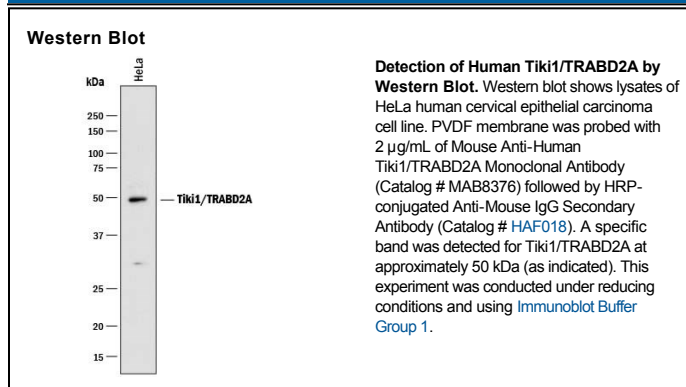 Western Blot
kDa
HeLa
250
150
100
75
50
37
25
20
15
Tiki1/TRABD2A
Detection of Human Tiki1/TRABD2A by
Western Blot. Western blot shows lysates of
HeLa human cervical epithelial carcinoma
cell line. PVDF membrane was probed with
2 µg/mL of Mouse Anti-Human
Tiki1/TRABD2A Monoclonal Antibody
(Catalog # MAB8376) followed by HRP-
conjugated Anti-Mouse IgG Secondary
Antibody (Catalog # HAF018). A specific
band was detected for Tiki1/TRABD2A at
approximately 50 kDa (as indicated). This
experiment was conducted under reducing
conditions and using Immunoblot Buffer
Group 1.